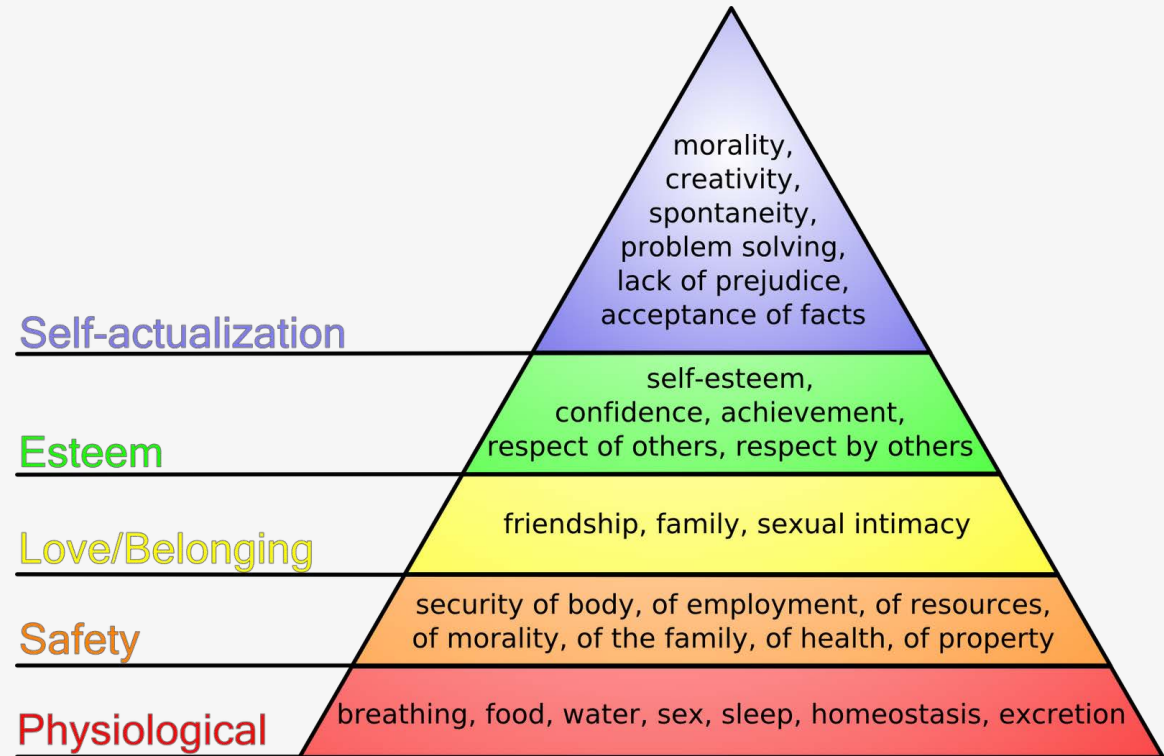 morality,
creativity,
spontaneity,
problem solving,
lack of prejudice,
acceptance of facts
Self-actualization
self-esteem,
confidence, achievement,
respect of others, respect by others
Esteem
friendship, family, sexual intimacy
Love/Belonging
security of body, of employment, of resources,
of morality, of the family, of health, of property
Safety
breathing, food, water, sex, sleep, homeostasis, excretion
Physiological